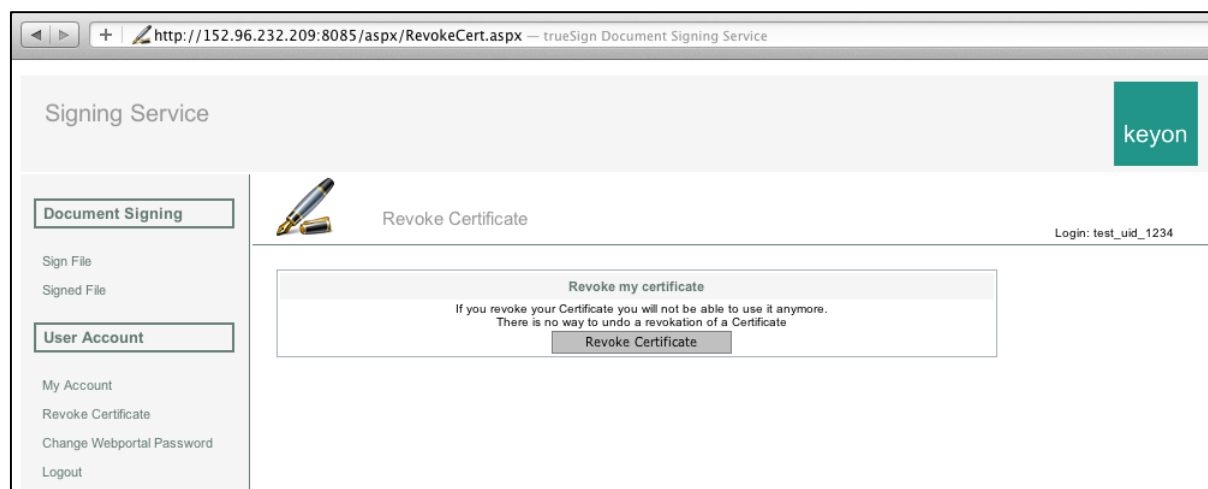 http://152.96.232.209:8085/aspx/RevokeCert.aspx — trueSign Document Signing Service
Signing Service
keyon
Document Signing
Sign File
Signed File
User Account
My Account
Revoke Certificate
Change Webportal Password
Logout
Revoke Certificate
Login: test_uid_1234
Revoke my certificate
If you revoke your Certificate you will not be able to use it anymore.
There is no way to undo a revokation of a Certificate
Revoke Certificate